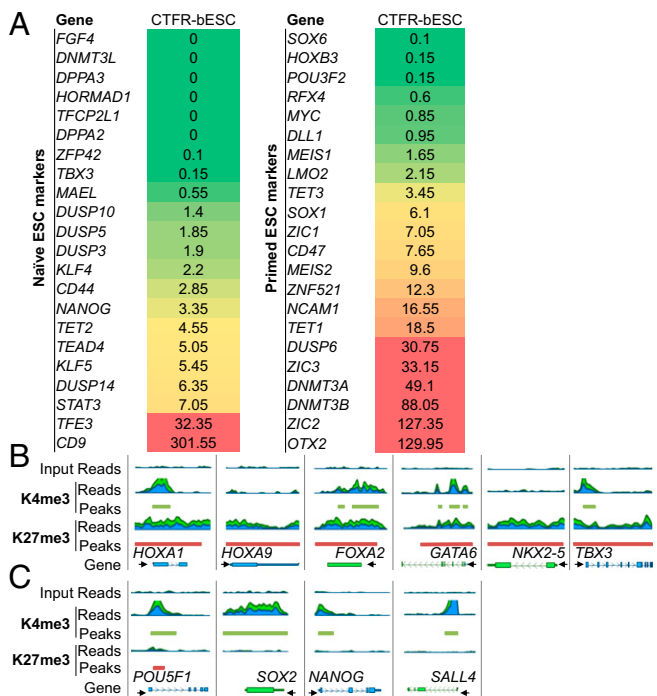 A
Gene CTFR-bESC Gene CTFR-bESC
Naïve ESC markers
Primed ESC markers
FGF4 0 SOX6 0.1
DNMT3L 0 HOXB3 0.15
DPPA3 0 POU3F2 0.15
HORMAD1 0 RFX4 0.6
TFCP2L1 0 MYC 0.85
DPPA2 0 DLL1 0.95
ZFP42 0.1 MEIS1 1.65
TBX3 0.15 LMO2 2.15
MAEL 0.55 TET3 3.45
DUSP10 1.4 SOX1 6.1
DUSP5 1.85 ZIC1 7.05
DUSP3 1.9 CD47 7.65
KLF4 2.2 MEIS2 9.6
CD44 2.85 ZNF521 12.3
NANOG 3.35 NCAM1 16.55
TET2 4.55 TET1 18.5
TEAD4 5.05 DUSP6 30.75
KLF5 5.45 ZIC3 33.15
DUSP14 6.35 DNMT3A 49.1
STAT3 7.05 DNMT3B 88.05
TFE3 32.35 ZIC2 127.35
CD9 301.55 OTX2 129.95
B
Input Reads
K4me3 Reads
Peaks
K27me3 Reads
Peaks
HOXA1 HOXA9 FOXA2 GATA6 NKX2-5 TBX3
Gene
C
Input Reads
K4me3 Reads
Peaks
K27me3 Reads
Peaks
POU5F1 SOX2 NANOG SALL4
Gene